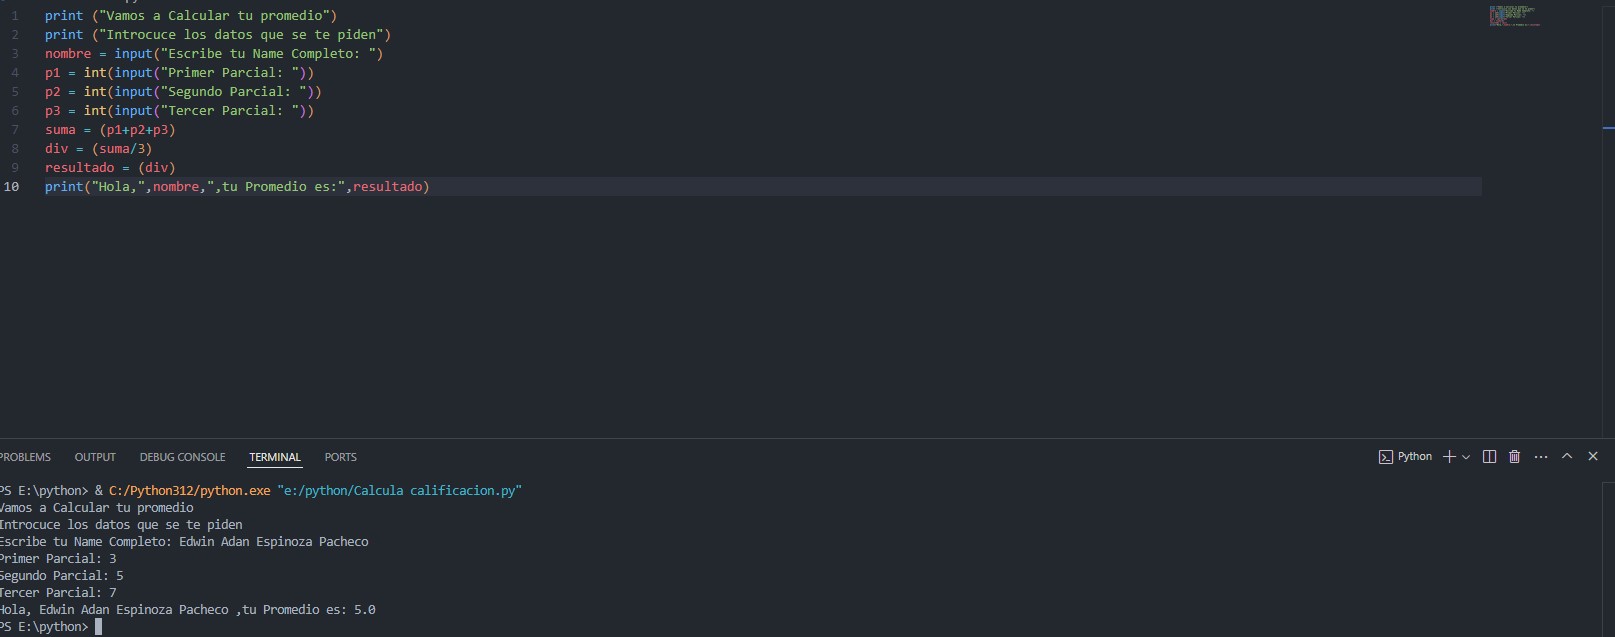 1 print ("Vamos a Calcular tu promedio")
2 print ("Introcuce los datos que se te piden")
3 nombre = input("Escribe tu Name Completo: ")
4 p1 = int(input("Primer Parcial: "))
5 p2 = int(input("Segundo Parcial: "))
6 p3 = int(input("Tercer Parcial: "))
7 suma = (p1+p2+p3)
8 div = (suma/3)
9 resultado = (div)
10 print("Hola,",nombre,",tu Promedio es:",resultado)
PROBLEMS OUTPUT DEBUG CONSOLE TERMINAL PORTS Python
PS E:\python> & C:/Python312/python.exe "e:/python/Calcula calificacion.py"
Vamos a Calcular tu promedio
Introcuce los datos que se te piden
Escribe tu Name Completo: Edwin Adan Espinoza Pacheco
Primer Parcial: 3
Segundo Parcial: 5
Tercer Parcial: 7
Hola, Edwin Adan Espinoza Pacheco ,tu Promedio es: 5.0
PS E:\python>